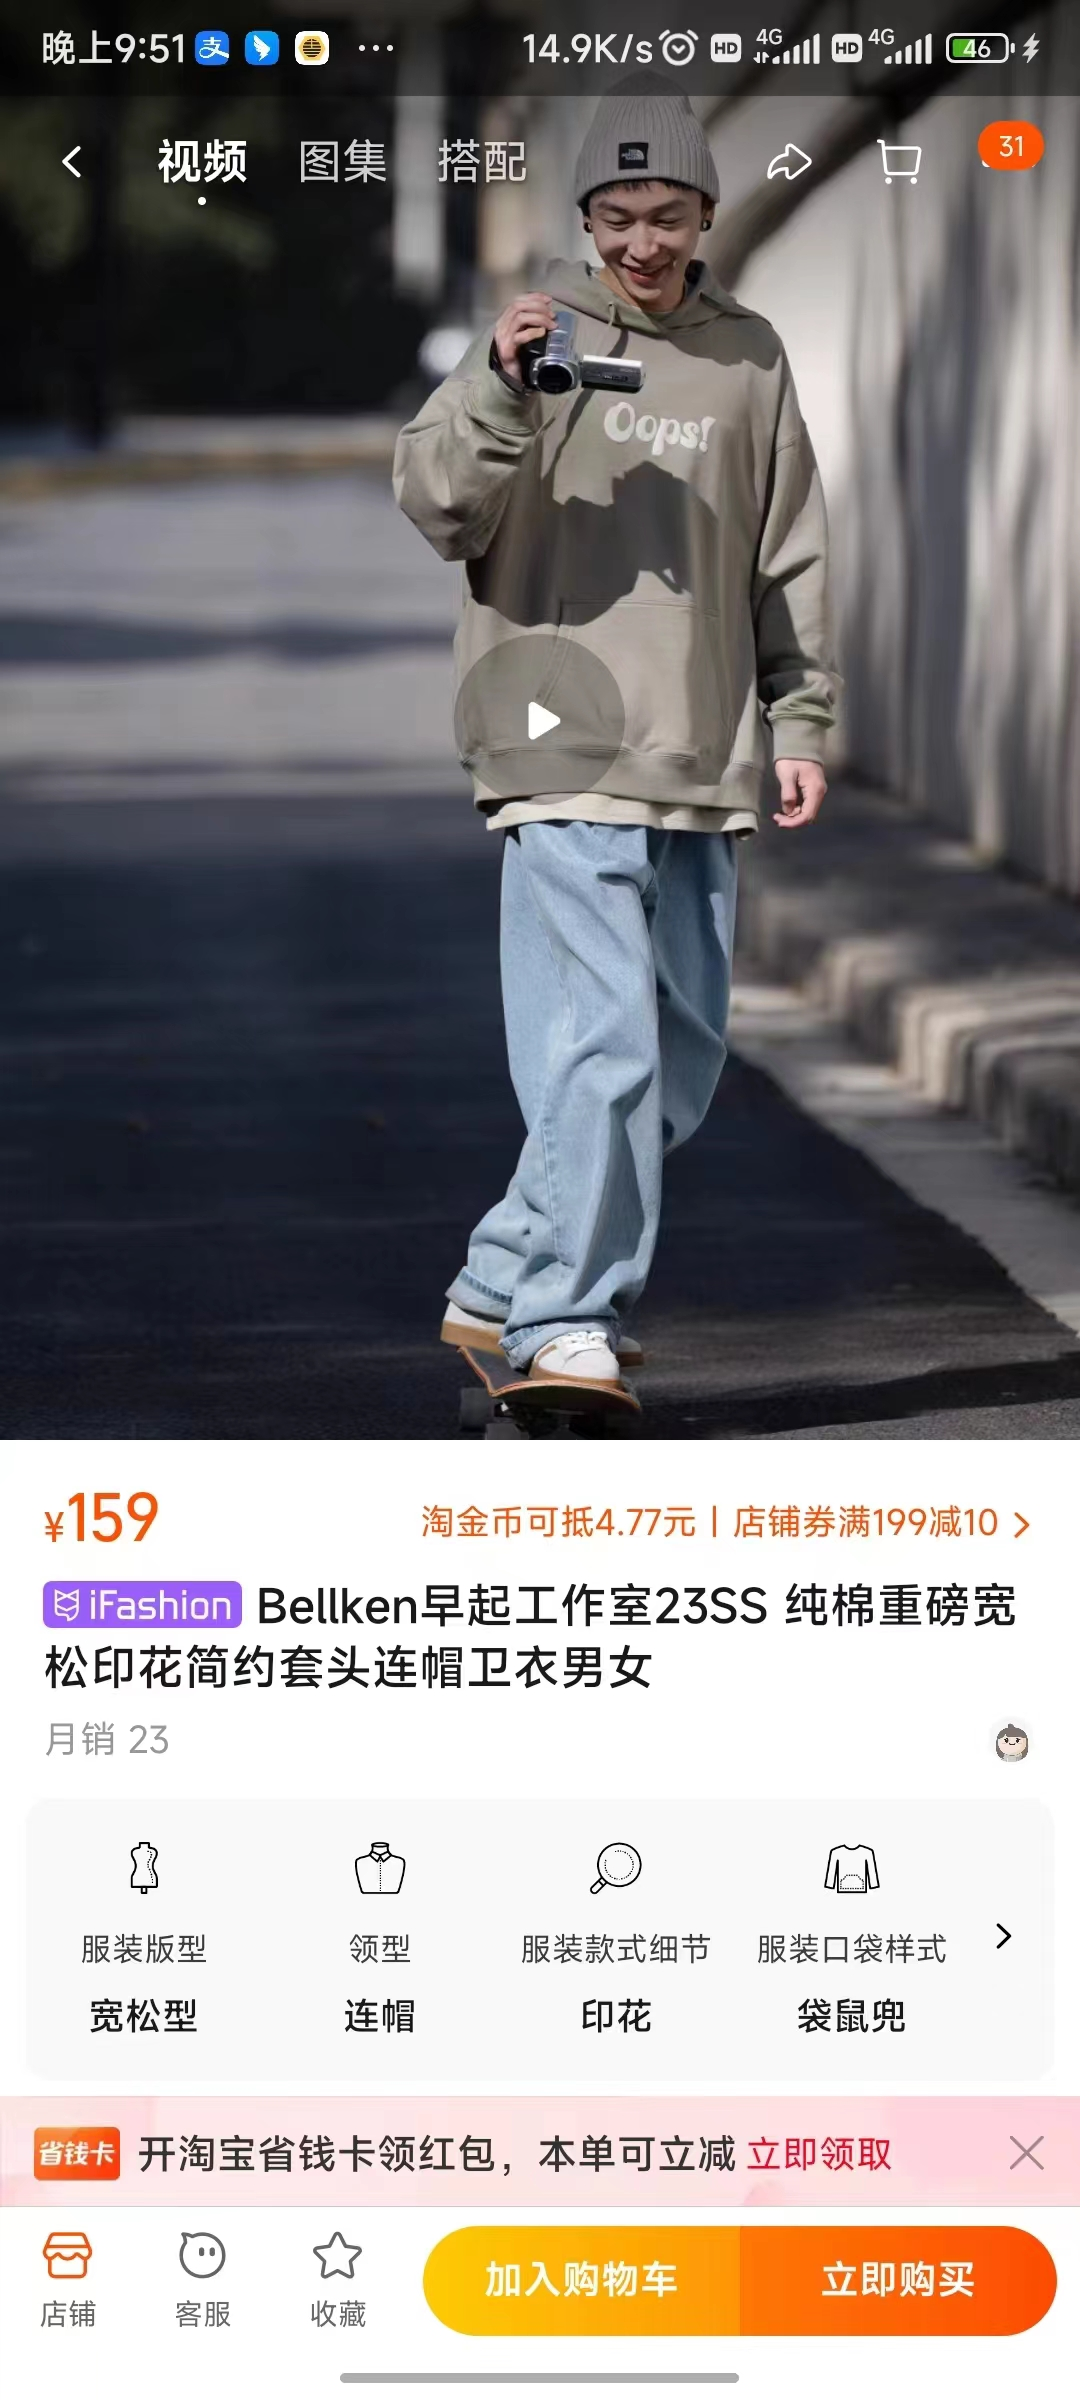 晚上9:51 支 ... 14.9K/s HD 4G HD 4G 46
视频 图集 搭配 31
THE NORTH FACE
Oops!
¥159 淘金币可抵4.77元 | 店铺券满199减10
iFashion Bellken早起工作室23SS 纯棉重磅宽
松印花简约套头连帽卫衣男女
月销 23
服装版型 领型 服装款式细节 服装口袋样式
宽松型 连帽 印花 袋鼠兜
省钱卡 开淘宝省钱卡领红包，本单可立减 立即领取
店铺 客服 收藏 加入购物车 立即购买